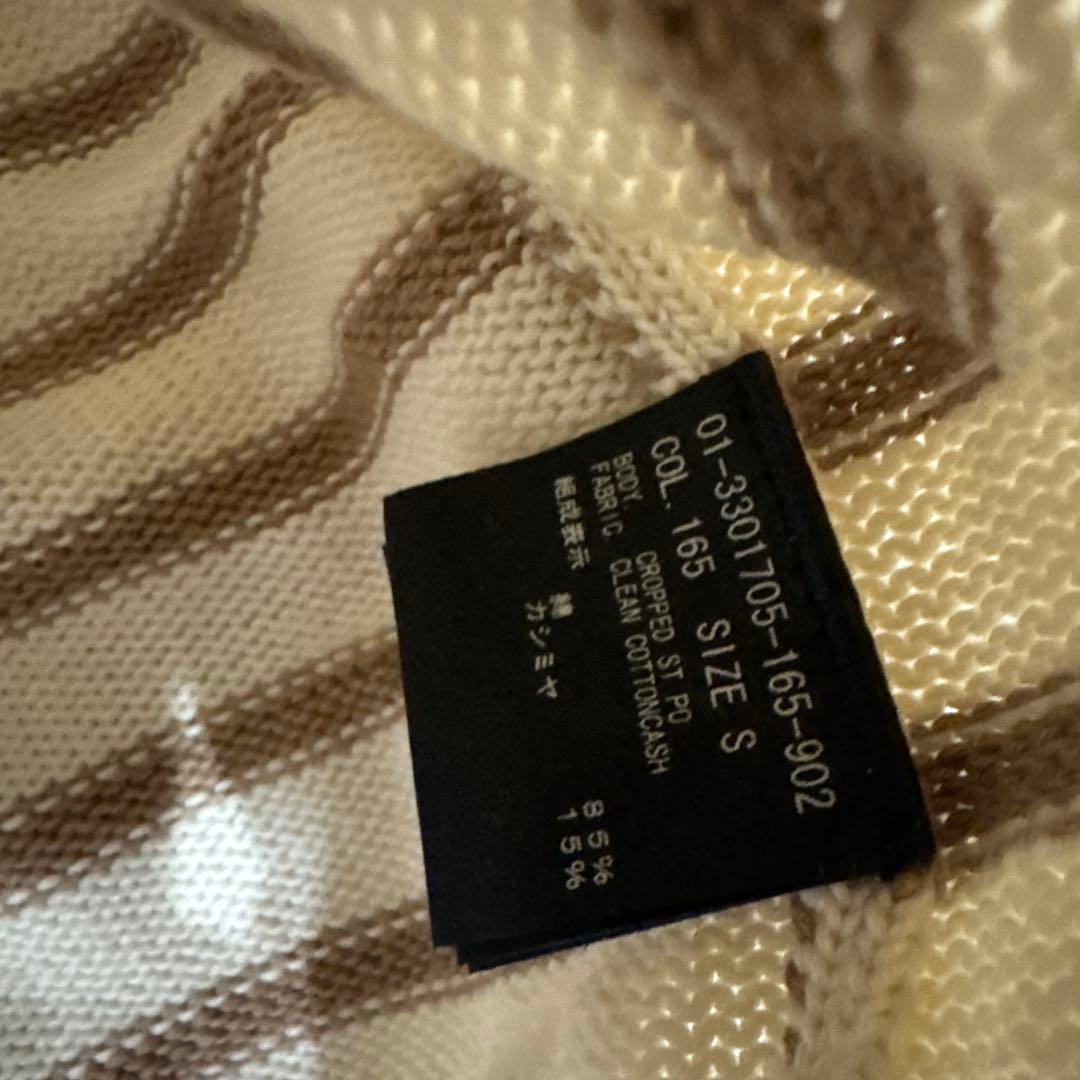 01-3301705-165-902
COL. 165 SIZE S
BODY. CROPPED ST PO
FABRIC. CLEAN COTTONCASH
組成表示 綿 85%
カシミヤ 15%